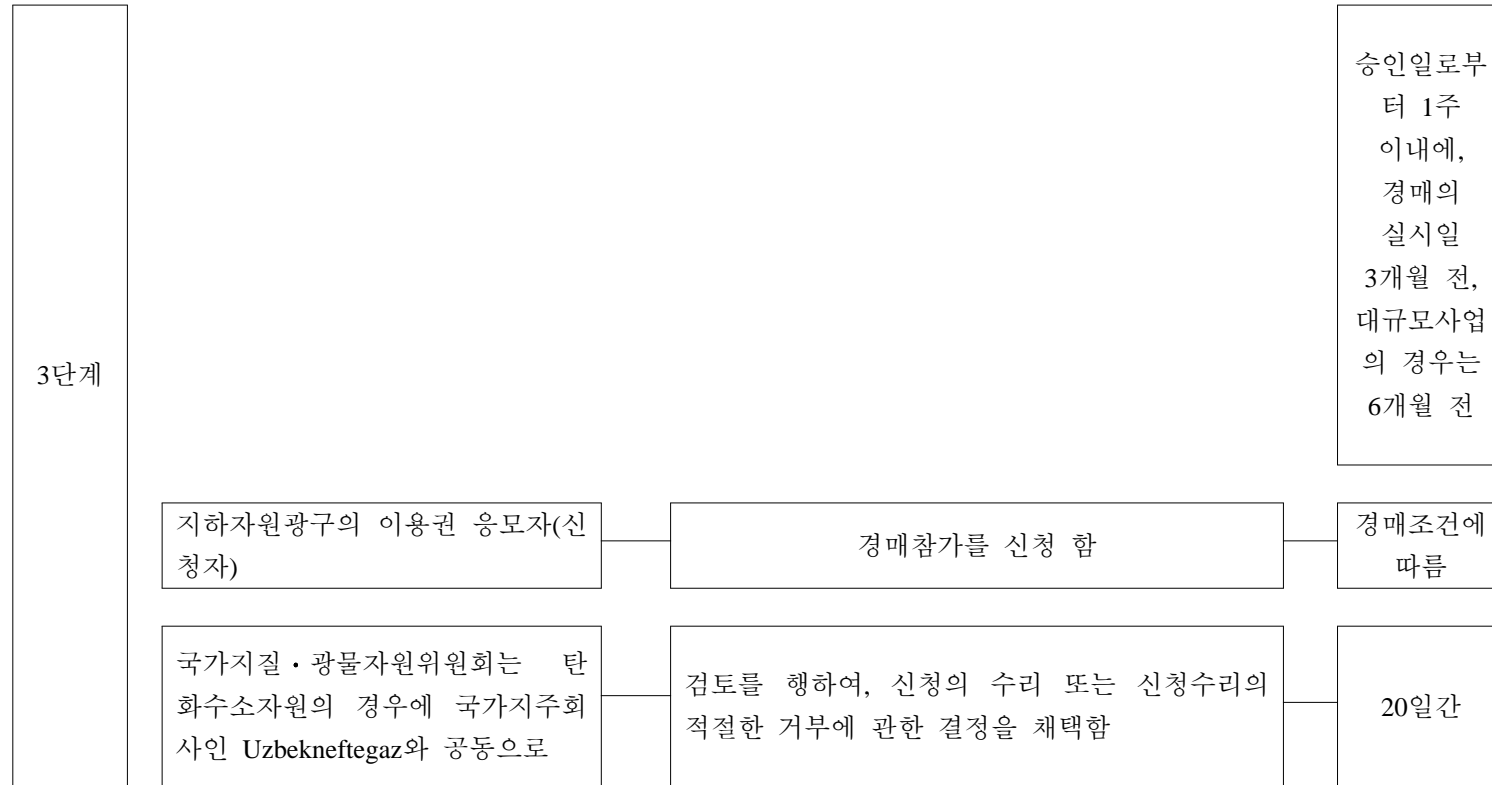 3단계
승인일로부
터 1주
이내에,
경매의
실시일
3개월 전,
대규모사업
의 경우는
6개월 전
지하자원광구의 이용권 응모자(신
청자)
경매참가를 신청 함
경매조건에
따름
국가지질・광물자원위원회는 탄
화수소자원의 경우에 국가지주회
사인 Uzbekneftegaz와 공동으로
검토를 행하여, 신청의 수리 또는 신청수리의
적절한 거부에 관한 결정을 채택함
20일간